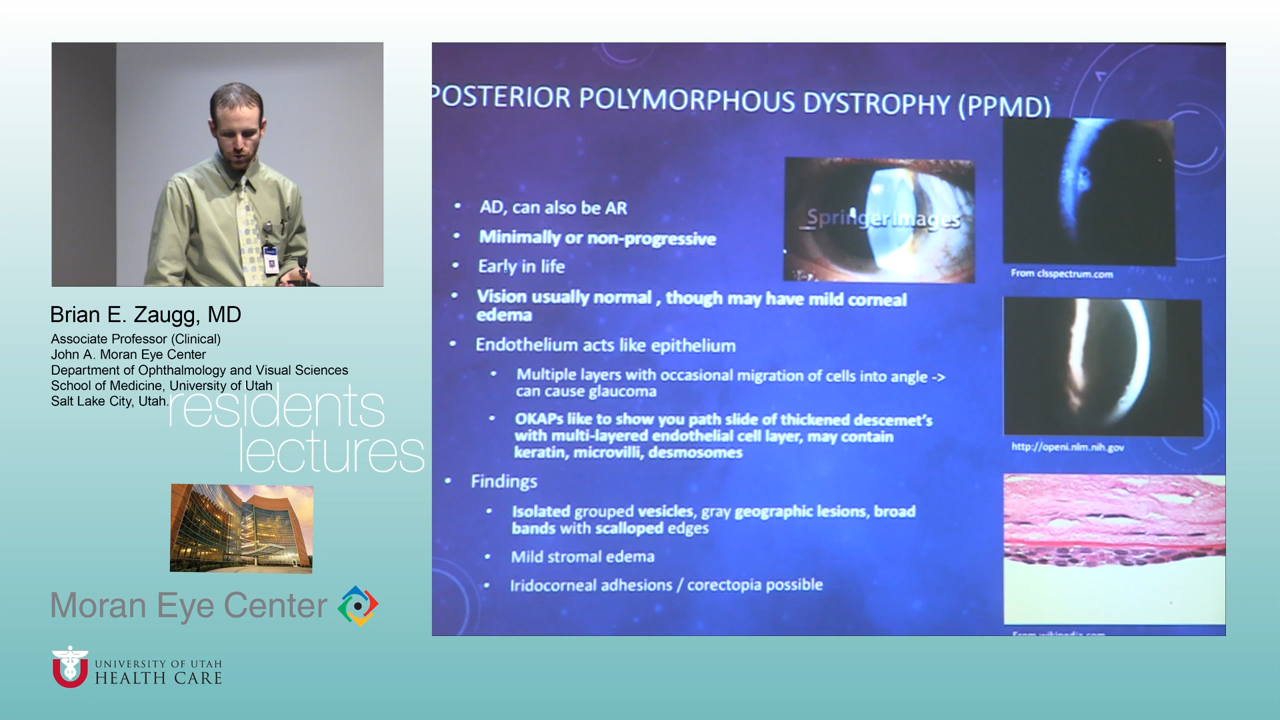 Brian E. Zaugg, MD
Associate Professor (Clinical)
John A. Moran Eye Center
Department of Ophthalmology and Visual Sciences
School of Medicine, University of Utah
Salt Lake City, Utah.
residents
lectures
Moran Eye Center
UNIVERSITY OF UTAH
HEALTH CARE
POSTERIOR POLYMORPHOUS DYSTROPHY (PPMD)
• AD, can also be AR
• Minimally or non-progressive
• Early in life
• Vision usually normal , though may have mild corneal
edema
• Endothelium acts like epithelium
• Multiple layers with occasional migration of cells into angle ->
can cause glaucoma
• OKAPs like to show you path slide of thickened descemet's
with multi-layered endothelial cell layer, may contain
keratin, microvilli, desmosomes
• Findings
• Isolated grouped vesicles, gray geographic lesions, broad
bands with scalloped edges
• Mild stromal edema
• Iridocorneal adhesions / corectopia possible
SpringerImages
From clsspectrum.com
http://openi.nlm.nih.gov
From wikipedia.com